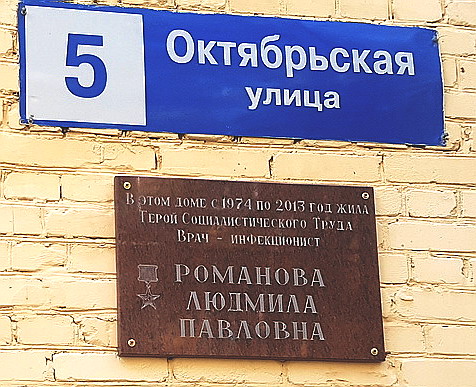 5
Октябрьская
улица
В этом доме с 1974 по 2013 год жила
Герой Социалистического Труда
Врач - инфекционист
РОМАНОВА
ЛЮДМИЛА
ПАВЛОВНА